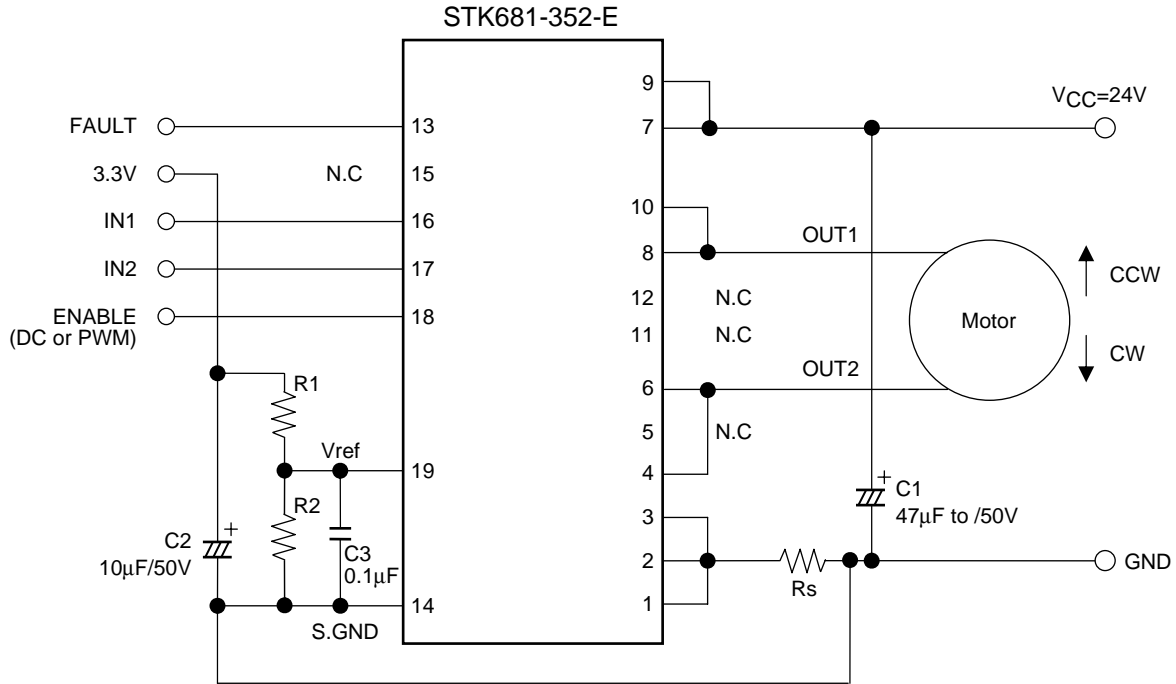 STK681-352-E
FAULT
3.3V
IN1
IN2
ENABLE
(DC or PWM)
N.C
13
15
16
17
18
19
14
R1
Vref
R2
C2
10μF/50V
C3
0.1μF
S.GND
9
7
10
8
12
11
6
5
4
3
2
1
N.C
N.C
N.C
VCC=24V
OUT1
OUT2
Motor
CCW
CW
C1
47μF to /50V
Rs
GND